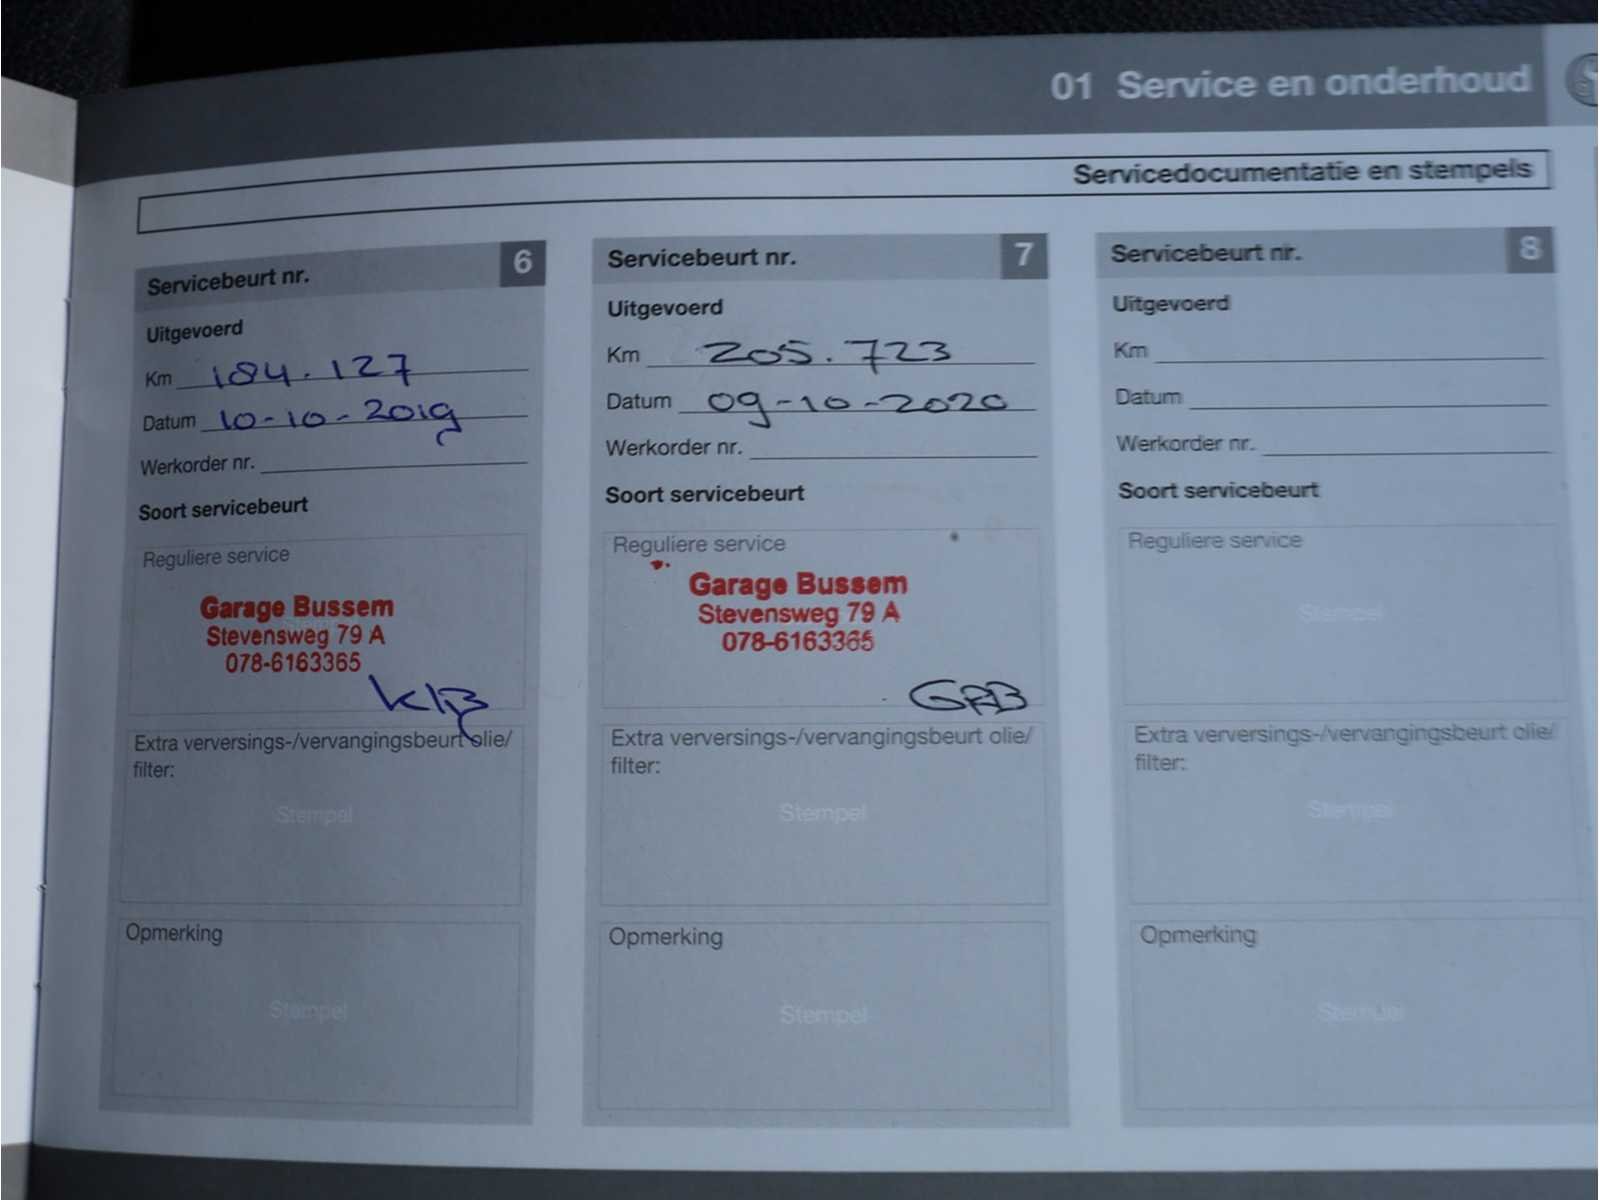 01 Service en onderhoud
Servicedocumentatie en stempels
Servicebeurt nr. 6
Uitgevoerd
Km 184.127
Datum 10-10-2019
Werkorder nr.
Soort servicebeurt
Reguliere service
Garage Bussem
Stevensweg 79 A
078-6163365
Extra verversings-/vervangingsbeurt olie/
filter:
Stempel
Opmerking
Stempel
Servicebeurt nr. 7
Uitgevoerd
Km 205.723
Datum 09-10-2020
Werkorder nr.
Soort servicebeurt
Reguliere service
Garage Bussem
Stevensweg 79 A
078-6163365
Extra verversings-/vervangingsbeurt olie/
filter:
Stempel
Opmerking
Stempel
Servicebeurt nr. 8
Uitgevoerd
Km
Datum
Werkorder nr.
Soort servicebeurt
Reguliere service
Stempel
Extra verversings-/vervangingsbeurt olie/
filter:
Stempel
Opmerking
Stempel